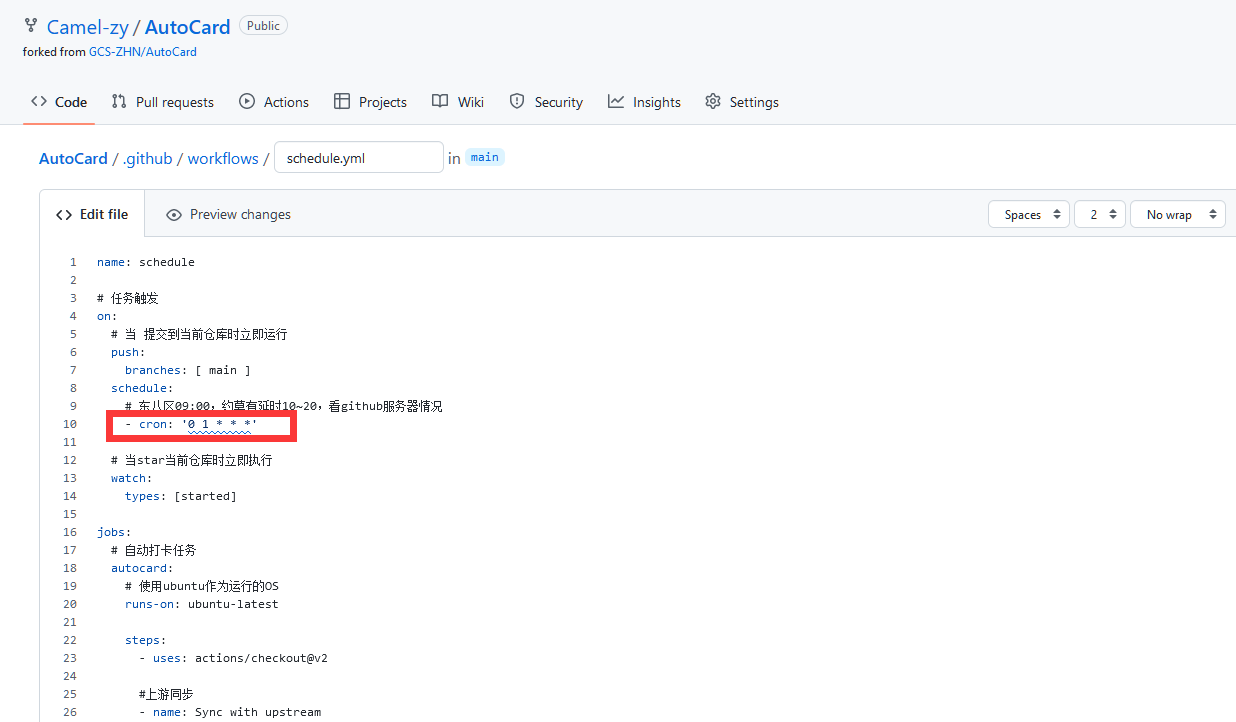 Camel-zy / AutoCard Public
forked from GCS-ZHN/AutoCard
Code Pull requests Actions Projects Wiki Security Insights Settings
AutoCard / .github / workflows / schedule.yml in main
Edit file Preview changes Spaces 2 No wrap
1 name: schedule
2
3 # 任务触发
4 on:
5 # 当 提交到当前仓库时立即运行
6 push:
7 branches: [ main ]
8 schedule:
9 # 东八区09:00，约莫有延时10~20，看github服务器情况
10 - cron: '0 1 * * *'
11
12 # 当star当前仓库时立即执行
13 watch:
14 types: [started]
15
16 jobs:
17 # 自动打卡任务
18 autocard:
19 # 使用ubuntu作为运行的OS
20 runs-on: ubuntu-latest
21
22 steps:
23 - uses: actions/checkout@v2
24
25 #上游同步
26 - name: Sync with upstream